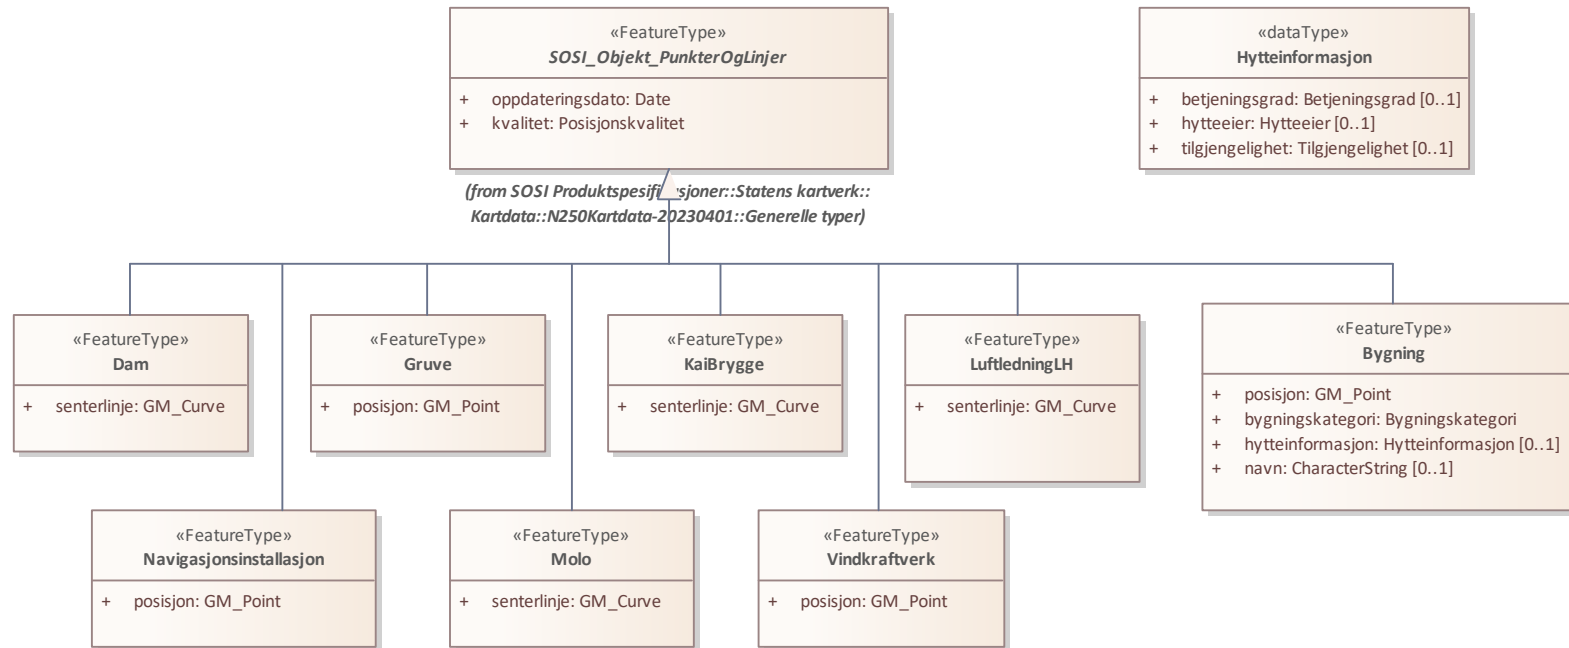 «FeatureType»
SOSI_Objekt_PunkterOgLinjer
+ oppdateringsdato: Date
+ kvalitet: Posisjonskvalitet
(from SOSI Produktspesifikasjoner::Statens kartverk::
Kartdata::N250Kartdata-20230401::Generelle typer)
«dataType»
Hytteinformasjon
+ betjeningsgrad: Betjeningsgrad [0..1]
+ hytteeier: Hytteeier [0..1]
+ tilgjengelighet: Tilgjengelighet [0..1]
«FeatureType»
Dam
+ senterlinje: GM_Curve
«FeatureType»
Gruve
+ posisjon: GM_Point
«FeatureType»
KaiBrygge
+ senterlinje: GM_Curve
«FeatureType»
LuftledningLH
+ senterlinje: GM_Curve
«FeatureType»
Bygning
+ posisjon: GM_Point
+ bygningskategori: Bygningskategori
+ hytteinformasjon: Hytteinformasjon [0..1]
+ navn: CharacterString [0..1]
«FeatureType»
Navigasjonsinstallasjon
+ posisjon: GM_Point
«FeatureType»
Molo
+ senterlinje: GM_Curve
«FeatureType»
Vindkraftverk
+ posisjon: GM_Point